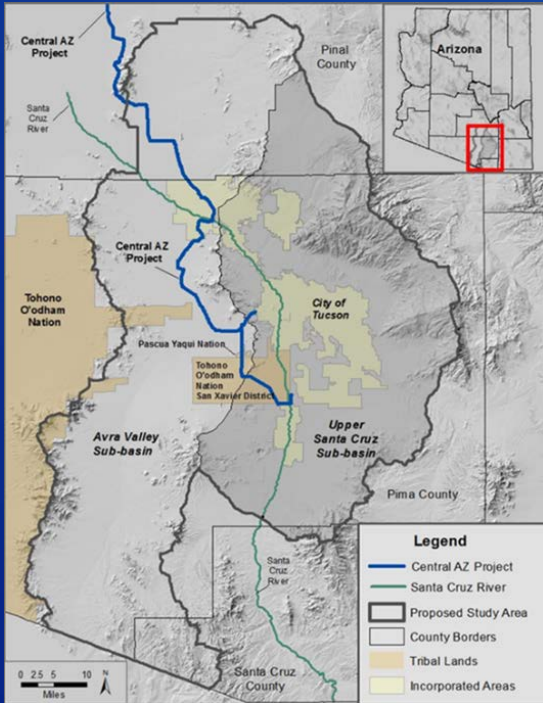 Central AZ
Project
Pinal
County
Arizona
Santa
Cruz
River
Central AZ
Project
Tohono
O'odham
Nation
City of
Tucson
Pascua Yaqui Nation
Tohono
O'odham
Nation
San Xavier District
Avra Valley
Sub-basin
Upper
Santa Cruz
Sub-basin
Pima County
Santa
Cruz
River
Santa Cruz
County
0 2.5 5 10
Miles
N
Legend
Central AZ Project
Santa Cruz River
Proposed Study Area
County Borders
Tribal Lands
Incorporated Areas